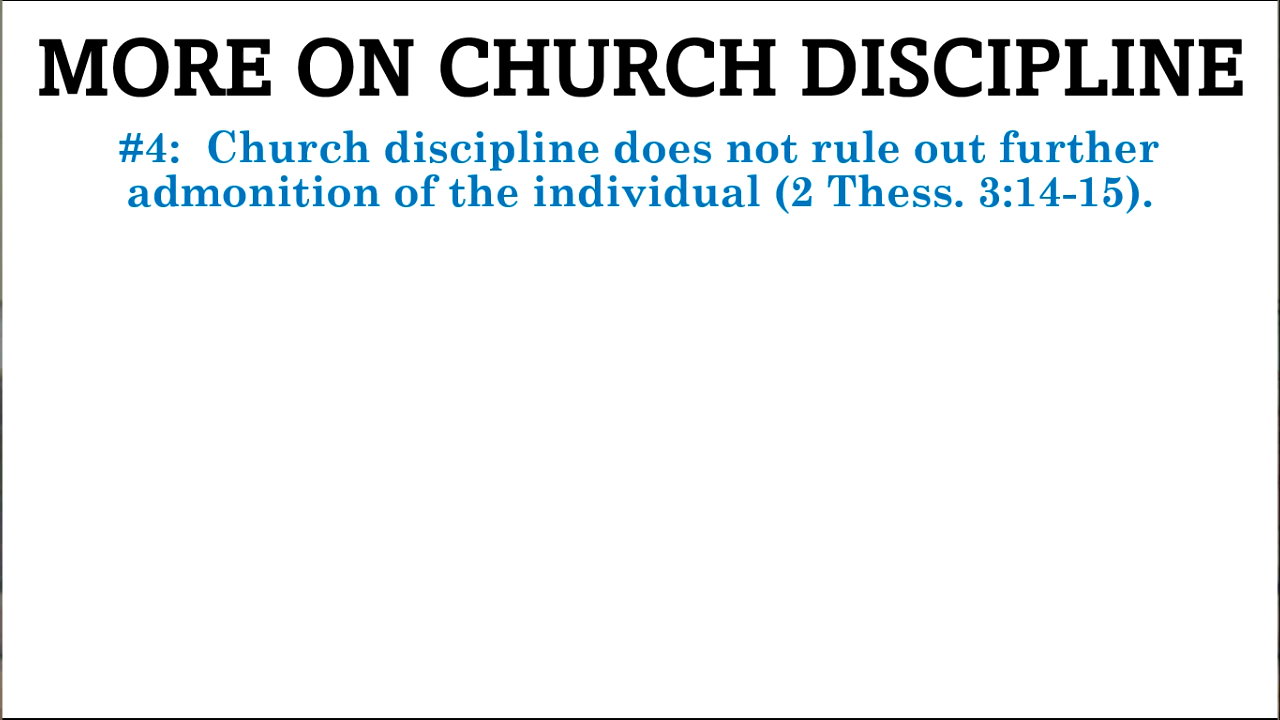 MORE ON CHURCH DISCIPLINE
#4:  Church discipline does not rule out further
admonition of the individual (2 Thess. 3:14-15).